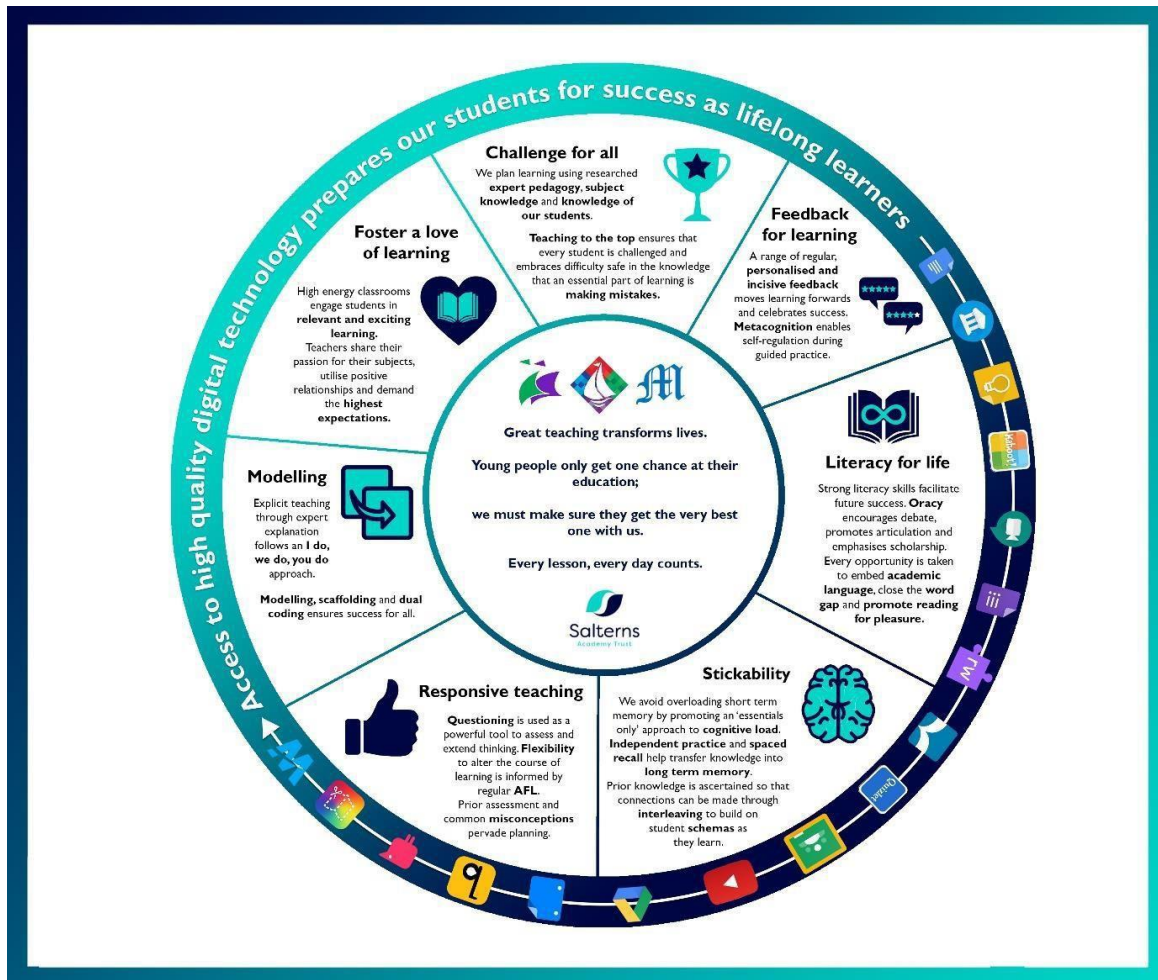 Access to high quality digital technology prepares our students for success as lifelong learners
Challenge for all
We plan learning using researched
expert pedagogy, subject
knowledge and knowledge of
our students.
Teaching to the top ensures that
every student is challenged and
embraces difficulty safe in the knowledge
that an essential part of learning is
making mistakes.
Feedback
for learning
A range of regular,
personalised and
incisive feedback
moves learning forwards
and celebrates success.
Metacognition enables
self-regulation during
guided practice.
Literacy for life
Strong literacy skills facilitate
future success. Oracy
encourages debate,
promotes articulation and
emphasises scholarship.
Every opportunity is taken
to embed academic
language, close the word
gap and promote reading
for pleasure.
Stickability
We avoid overloading short term
memory by promoting an ‘essentials
only’ approach to cognitive load.
Independent practice and spaced
recall help transfer knowledge into
long term memory.
Prior knowledge is ascertained so that
connections can be made through
interleaving to build on
student schemas as
they learn.
Responsive teaching
Questioning is used as a
powerful tool to assess and
extend thinking. Flexibility
to alter the course of
learning is informed by
regular AFL.
Prior assessment and
common misconceptions
pervade planning.
Modelling
Explicit teaching
through expert
explanation
follows an I do,
we do, you do
approach.
Modelling, scaffolding and dual
coding ensures success for all.
Foster a love
of learning
High energy classrooms
engage students in
relevant and exciting
learning.
Teachers share their
passion for their subjects,
utilise positive
relationships and demand
the highest
expectations.
M
Great teaching transforms lives.
Young people only get one chance at their
education;
we must make sure they get the very best
one with us.
Every lesson, every day counts.
Salterns
Academy Trust
Kahoot!
rw
Quizlet
q